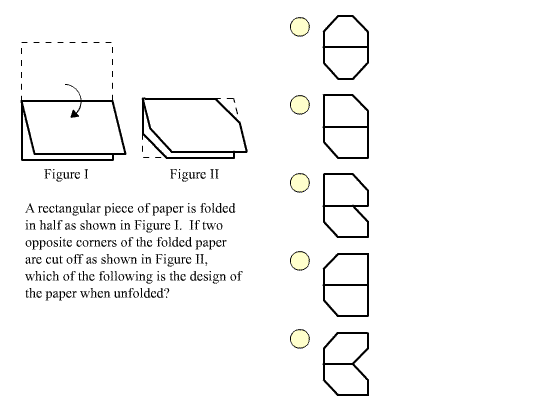 Figure I
Figure II
A rectangular piece of paper is folded
in half as shown in Figure I.  If two
opposite corners of the folded paper
are cut off as shown in Figure II,
which of the following is the design of
the paper when unfolded?